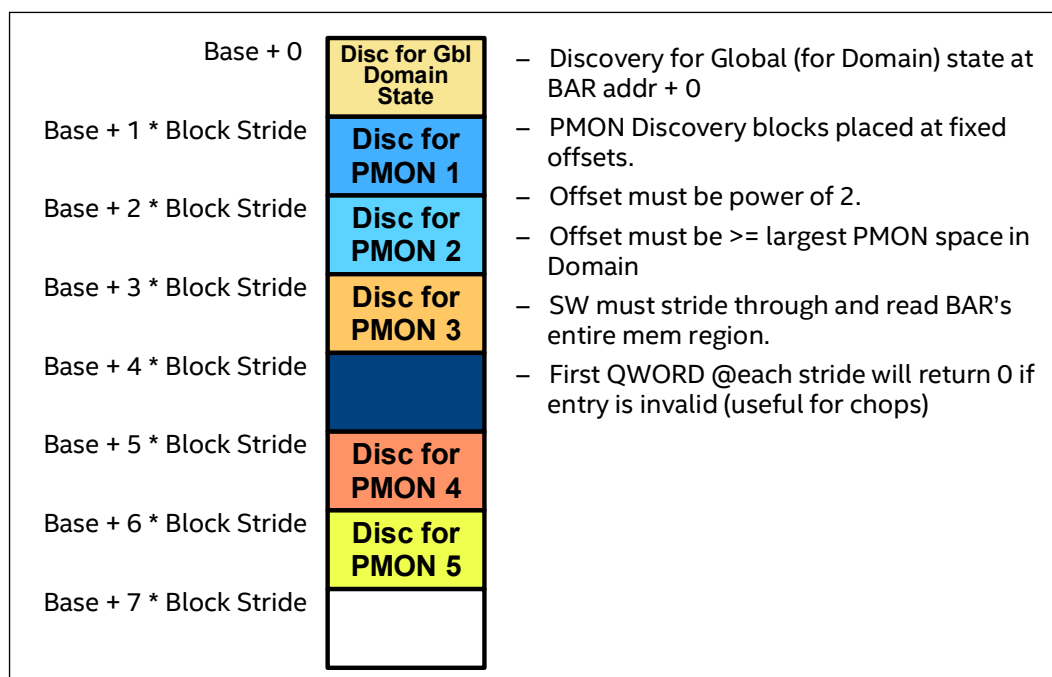 Base + 0
Disc for Gbl
Domain
State
Base + 1 * Block Stride
Disc for
PMON 1
Base + 2 * Block Stride
Disc for
PMON 2
Base + 3 * Block Stride
Disc for
PMON 3
Base + 4 * Block Stride
Base + 5 * Block Stride
Disc for
PMON 4
Base + 6 * Block Stride
Disc for
PMON 5
Base + 7 * Block Stride
– Discovery for Global (for Domain) state at
BAR addr + 0
– PMON Discovery blocks placed at fixed
offsets.
– Offset must be power of 2.
– Offset must be >= largest PMON space in
Domain
– SW must stride through and read BAR’s
entire mem region.
– First QWORD @each stride will return 0 if
entry is invalid (useful for chops)